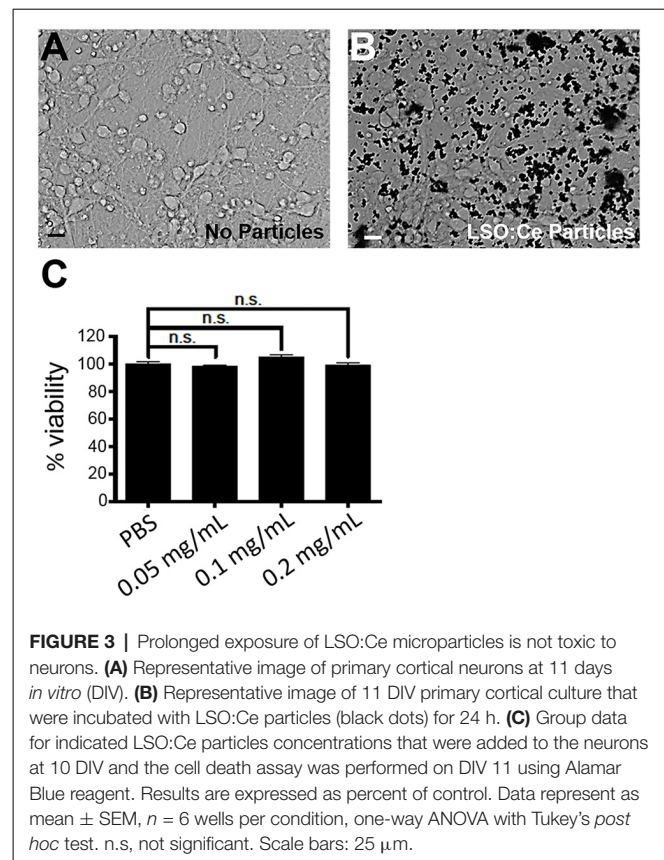 A
B
No Particles
LSO:Ce Particles
C
n.s.
n.s.
n.s.
120
100
80
60
40
20
0
% viability
PBS
0.05 mg/mL
0.1 mg/mL
0.2 mg/mL
FIGURE 3 | Prolonged exposure of LSO:Ce microparticles is not toxic to
neurons. (A) Representative image of primary cortical neurons at 11 days
in vitro (DIV). (B) Representative image of 11 DIV primary cortical culture that
were incubated with LSO:Ce particles (black dots) for 24 h. (C) Group data
for indicated LSO:Ce particles concentrations that were added to the neurons
at 10 DIV and the cell death assay was performed on DIV 11 using Alamar
Blue reagent. Results are expressed as percent of control. Data represent as
mean ± SEM, n = 6 wells per condition, one-way ANOVA with Tukey's post
hoc test. n.s, not significant. Scale bars: 25 μm.